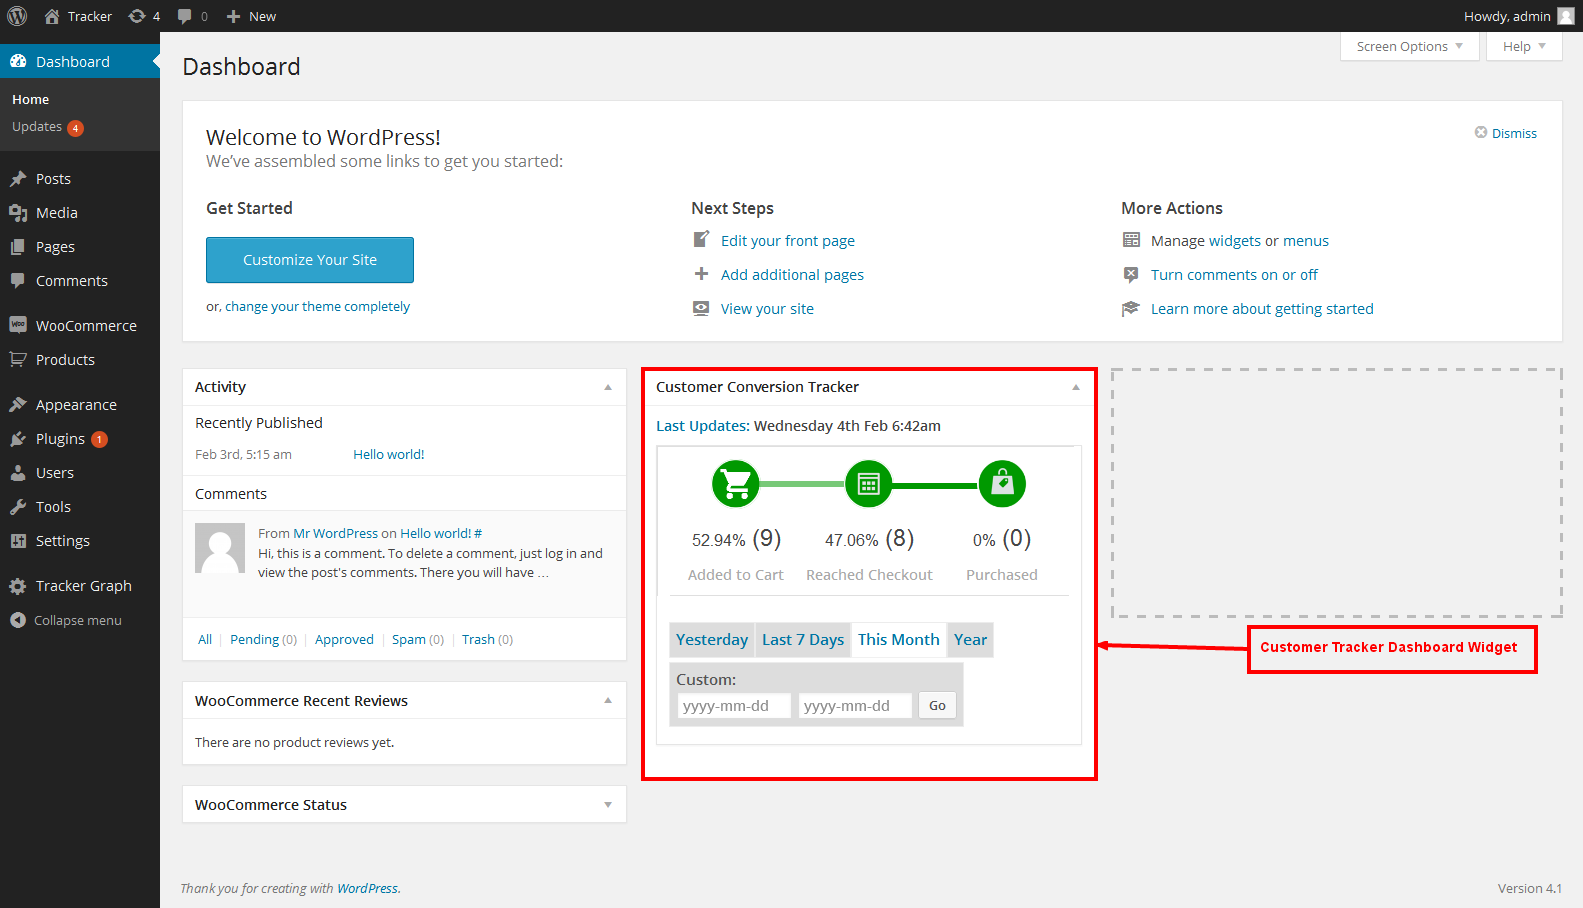 Tracker 4 0 New
Howdy, admin
Dashboard
Home
Updates 4
Posts
Media
Pages
Comments
WooCommerce
Products
Appearance
Plugins 1
Users
Tools
Settings
Tracker Graph
Collapse menu
Screen Options
Help
Dashboard
Welcome to WordPress!
We've assembled some links to get you started:
Dismiss
Get Started
Customize Your Site
or, change your theme completely
Next Steps
Edit your front page
Add additional pages
View your site
More Actions
Manage widgets or menus
Turn comments on or off
Learn more about getting started
Activity
Recently Published
Feb 3rd, 5:15 am Hello world!
Comments
From Mr WordPress on Hello world! #
Hi, this is a comment. To delete a comment, just log in and
view the post's comments. There you will have …
All | Pending (0) | Approved | Spam (0) | Trash (0)
WooCommerce Recent Reviews
There are no product reviews yet.
WooCommerce Status
Customer Conversion Tracker
Last Updates: Wednesday 4th Feb 6:42am
52.94% (9) 47.06% (8) 0% (0)
Added to Cart Reached Checkout Purchased
Yesterday Last 7 Days This Month Year
Custom:
yyyy-mm-dd yyyy-mm-dd Go
Customer Tracker Dashboard Widget
Thank you for creating with WordPress.
Version 4.1